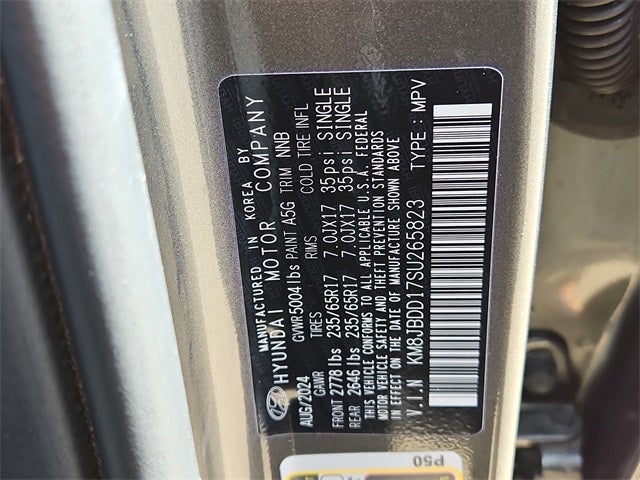 MANUFACTURED IN KOREA BY
HYUNDAI MOTOR COMPANY
AUG/2024 GVWR5004 lbs PAINT A5G TRIM NNB
GAWR TIRES RIMS COLD TIRE INFL
FRONT 2778 lbs 235/65R17 7.0JX17 35psi SINGLE
REAR 2646 lbs 235/65R17 7.0JX17 35psi SINGLE
THIS VEHICLE CONFORMS TO ALL APPLICABLE U.S.A. FEDERAL
MOTOR VEHICLE SAFETY AND THEFT PREVENTION STANDARDS
IN EFFECT ON THE DATE OF MANUFACTURE SHOWN ABOVE
V.I.N KM8JBDD17SU265823 TYPE : MPV
P50